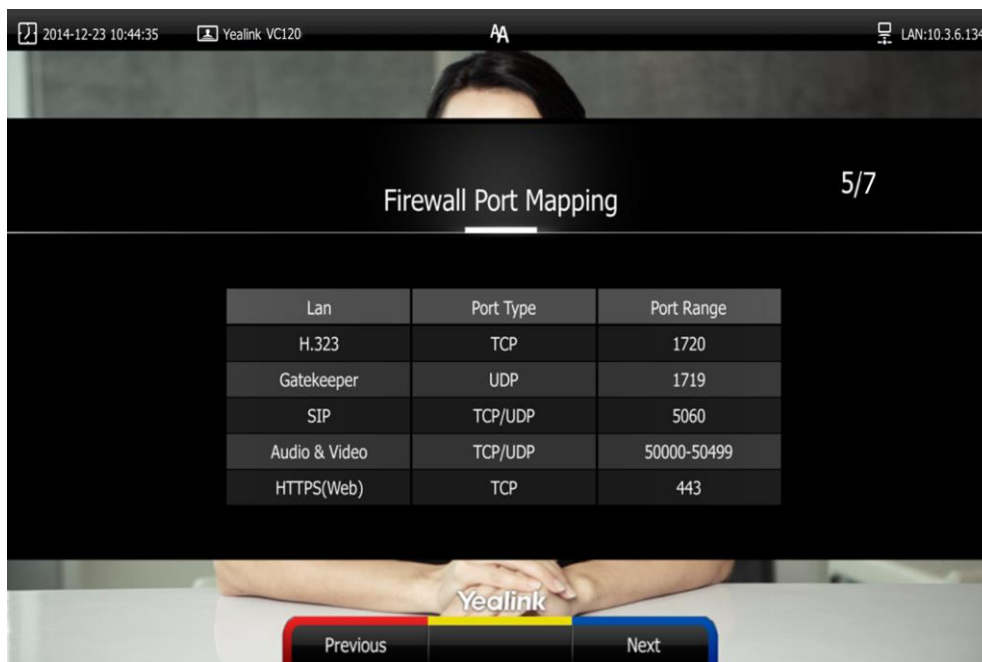 2014-12-23 10:44:35 Yealink VC120 AA LAN:10.3.6.134
Firewall Port Mapping
5/7
Lan Port Type Port Range
H.323 TCP 1720
Gatekeeper UDP 1719
SIP TCP/UDP 5060
Audio & Video TCP/UDP 50000-50499
HTTPS(Web) TCP 443
Yealink
Previous Next